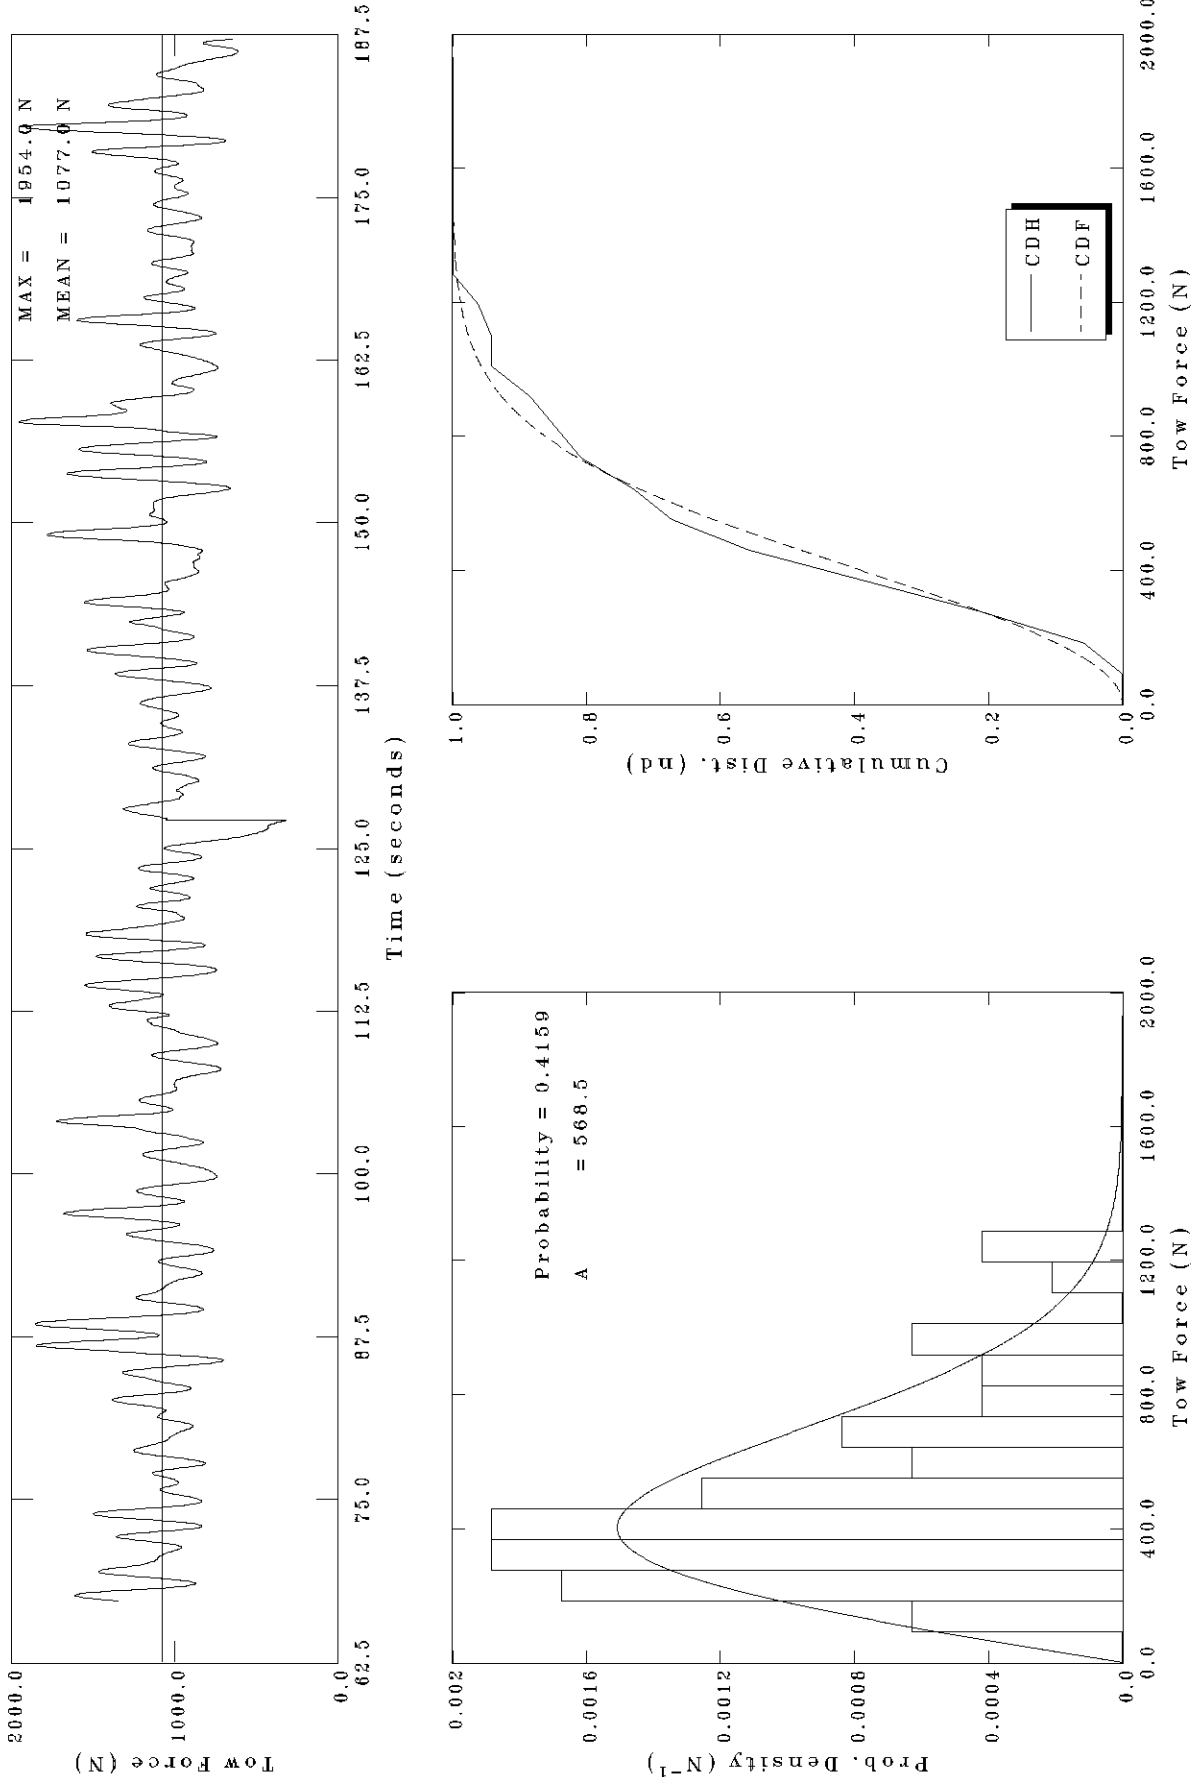 2000.0
1000.0
0.0
Tow Force (N)
MAX = 1954.0 N
MEAN = 1077.0 N
62.5 75.0 87.5 100.0 112.5 125.0 137.5 150.0 162.5 175.0 187.5
Time (seconds)
0.002
0.0016
0.0012
0.0008
0.0004
0.0
Prob. Density (N⁻¹)
Probability = 0.4159
A = 568.5
0.0 400.0 800.0 1200.0 1600.0 2000.0
Tow Force (N)
1.0
0.8
0.6
0.4
0.2
0.0
Cumulative Dist. (nd)
CDH
CDF
0.0 400.0 800.0 1200.0 1600.0 2000.0
Tow Force (N)